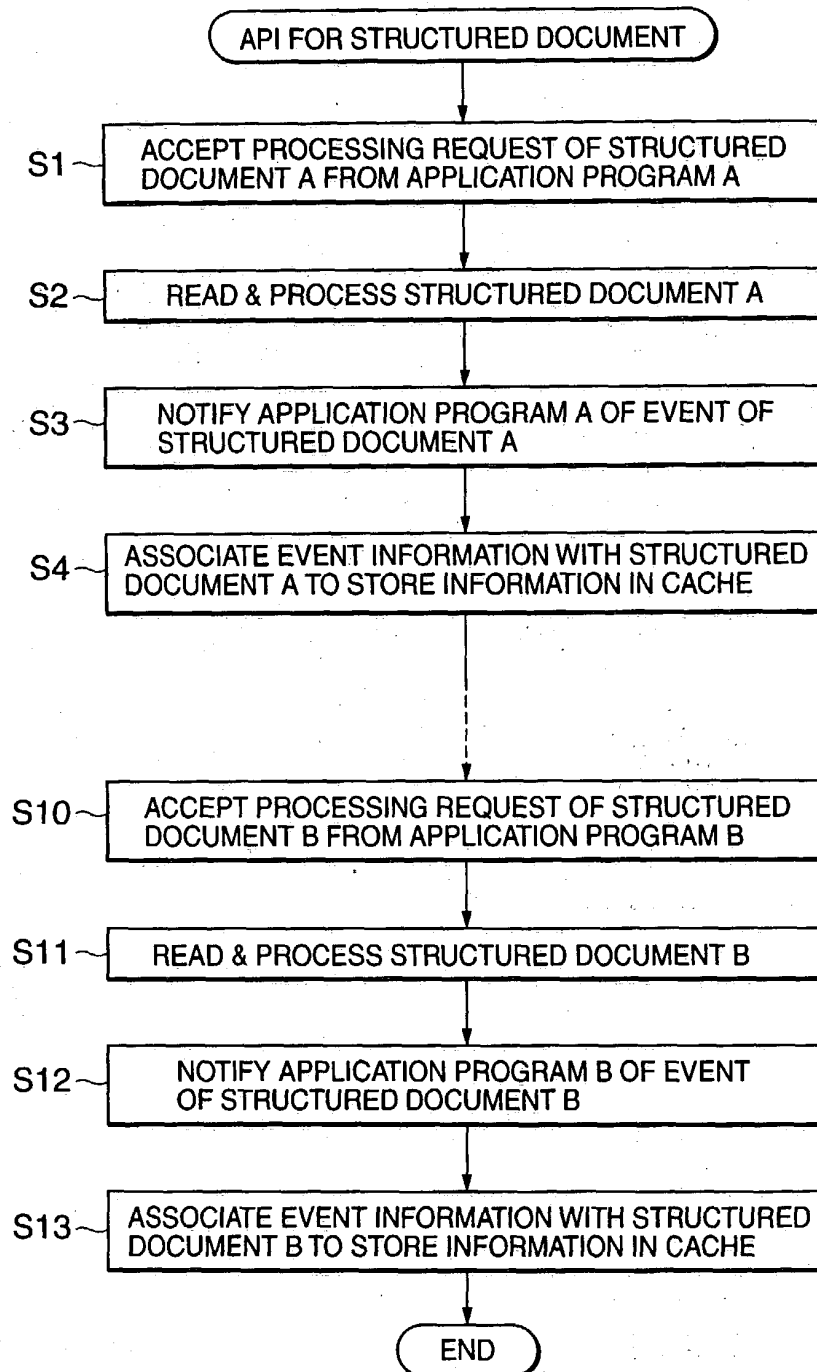 API FOR STRUCTURED DOCUMENT
S1
ACCEPT PROCESSING REQUEST OF STRUCTURED
DOCUMENT A FROM APPLICATION PROGRAM A
S2
READ & PROCESS STRUCTURED DOCUMENT A
S3
NOTIFY APPLICATION PROGRAM A OF EVENT OF
STRUCTURED DOCUMENT A
S4
ASSOCIATE EVENT INFORMATION WITH STRUCTURED
DOCUMENT A TO STORE INFORMATION IN CACHE
S10
ACCEPT PROCESSING REQUEST OF STRUCTURED
DOCUMENT B FROM APPLICATION PROGRAM B
S11
READ & PROCESS STRUCTURED DOCUMENT B
S12
NOTIFY APPLICATION PROGRAM B OF EVENT
OF STRUCTURED DOCUMENT B
S13
ASSOCIATE EVENT INFORMATION WITH STRUCTURED
DOCUMENT B TO STORE INFORMATION IN CACHE
END